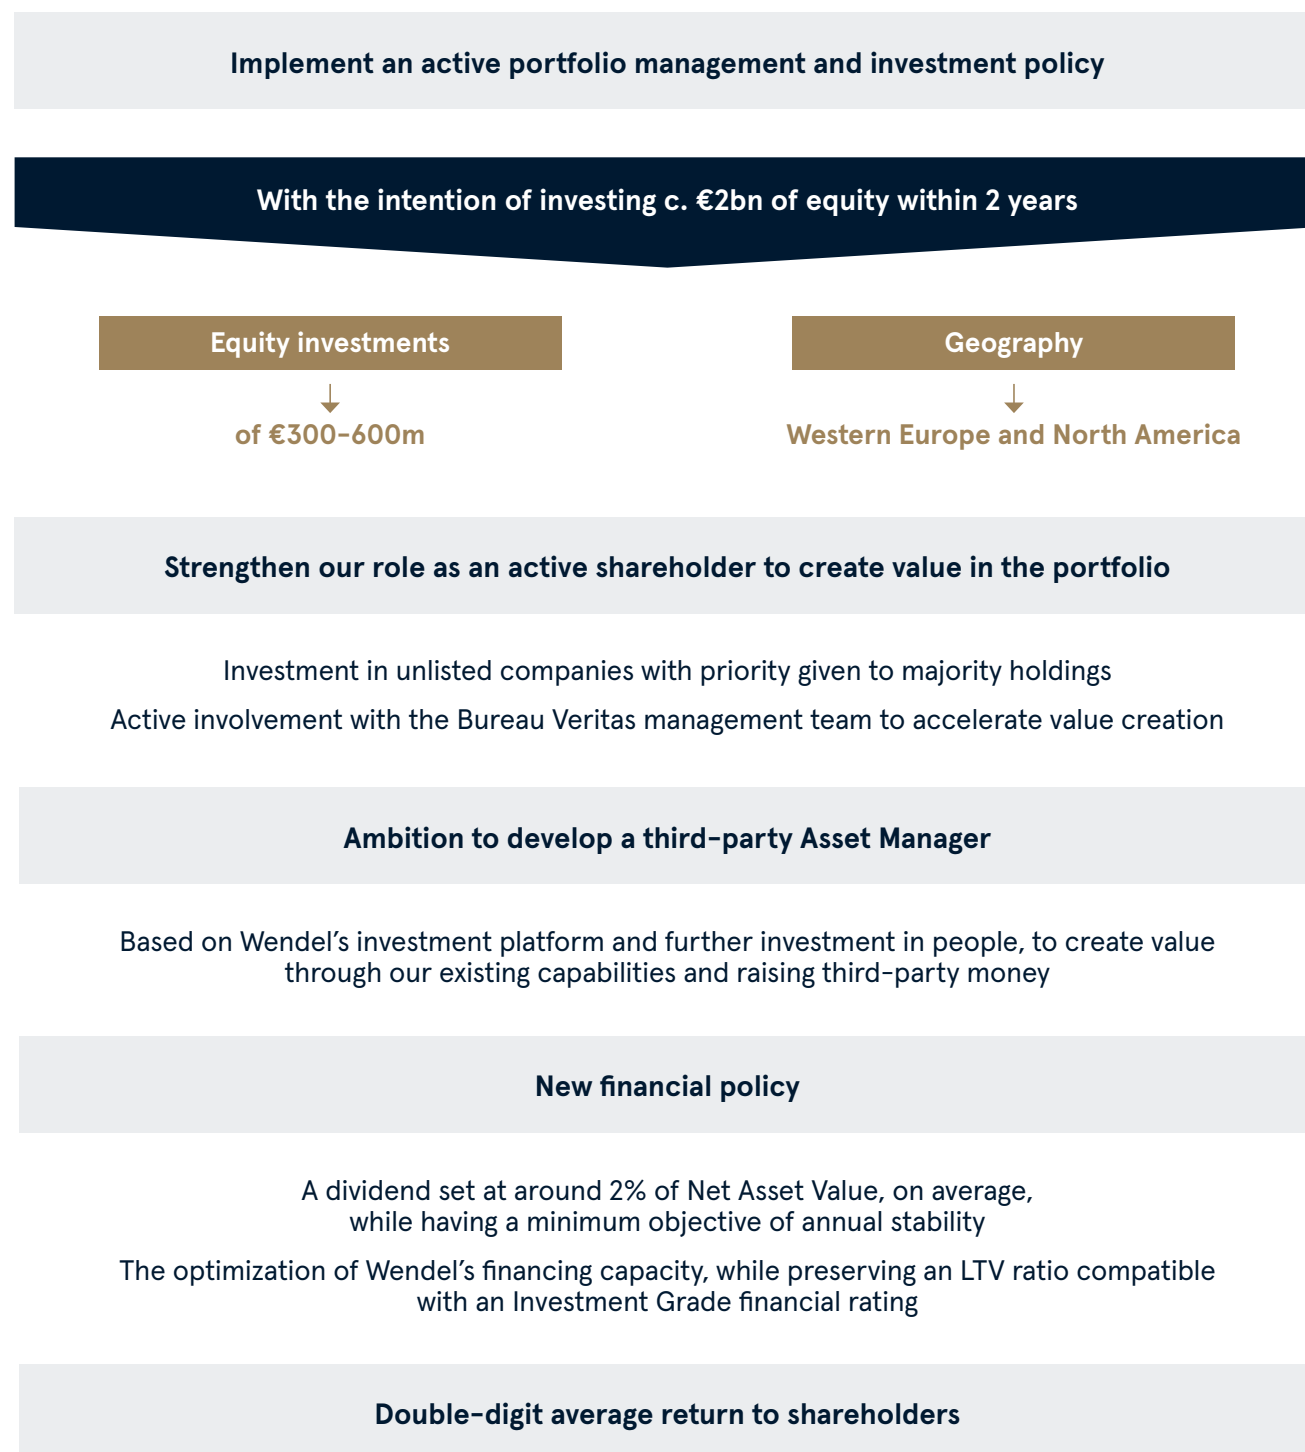 Implement an active portfolio management and investment policy
With the intention of investing c. €2bn of equity within 2 years
Equity investments
of €300-600m
Geography
Western Europe and North America
Strengthen our role as an active shareholder to create value in the portfolio
Investment in unlisted companies with priority given to majority holdings
Active involvement with the Bureau Veritas management team to accelerate value creation
Ambition to develop a third-party Asset Manager
Based on Wendel’s investment platform and further investment in people, to create value
through our existing capabilities and raising third-party money
New financial policy
A dividend set at around 2% of Net Asset Value, on average,
while having a minimum objective of annual stability
The optimization of Wendel’s financing capacity, while preserving an LTV ratio compatible
with an Investment Grade financial rating
Double-digit average return to shareholders